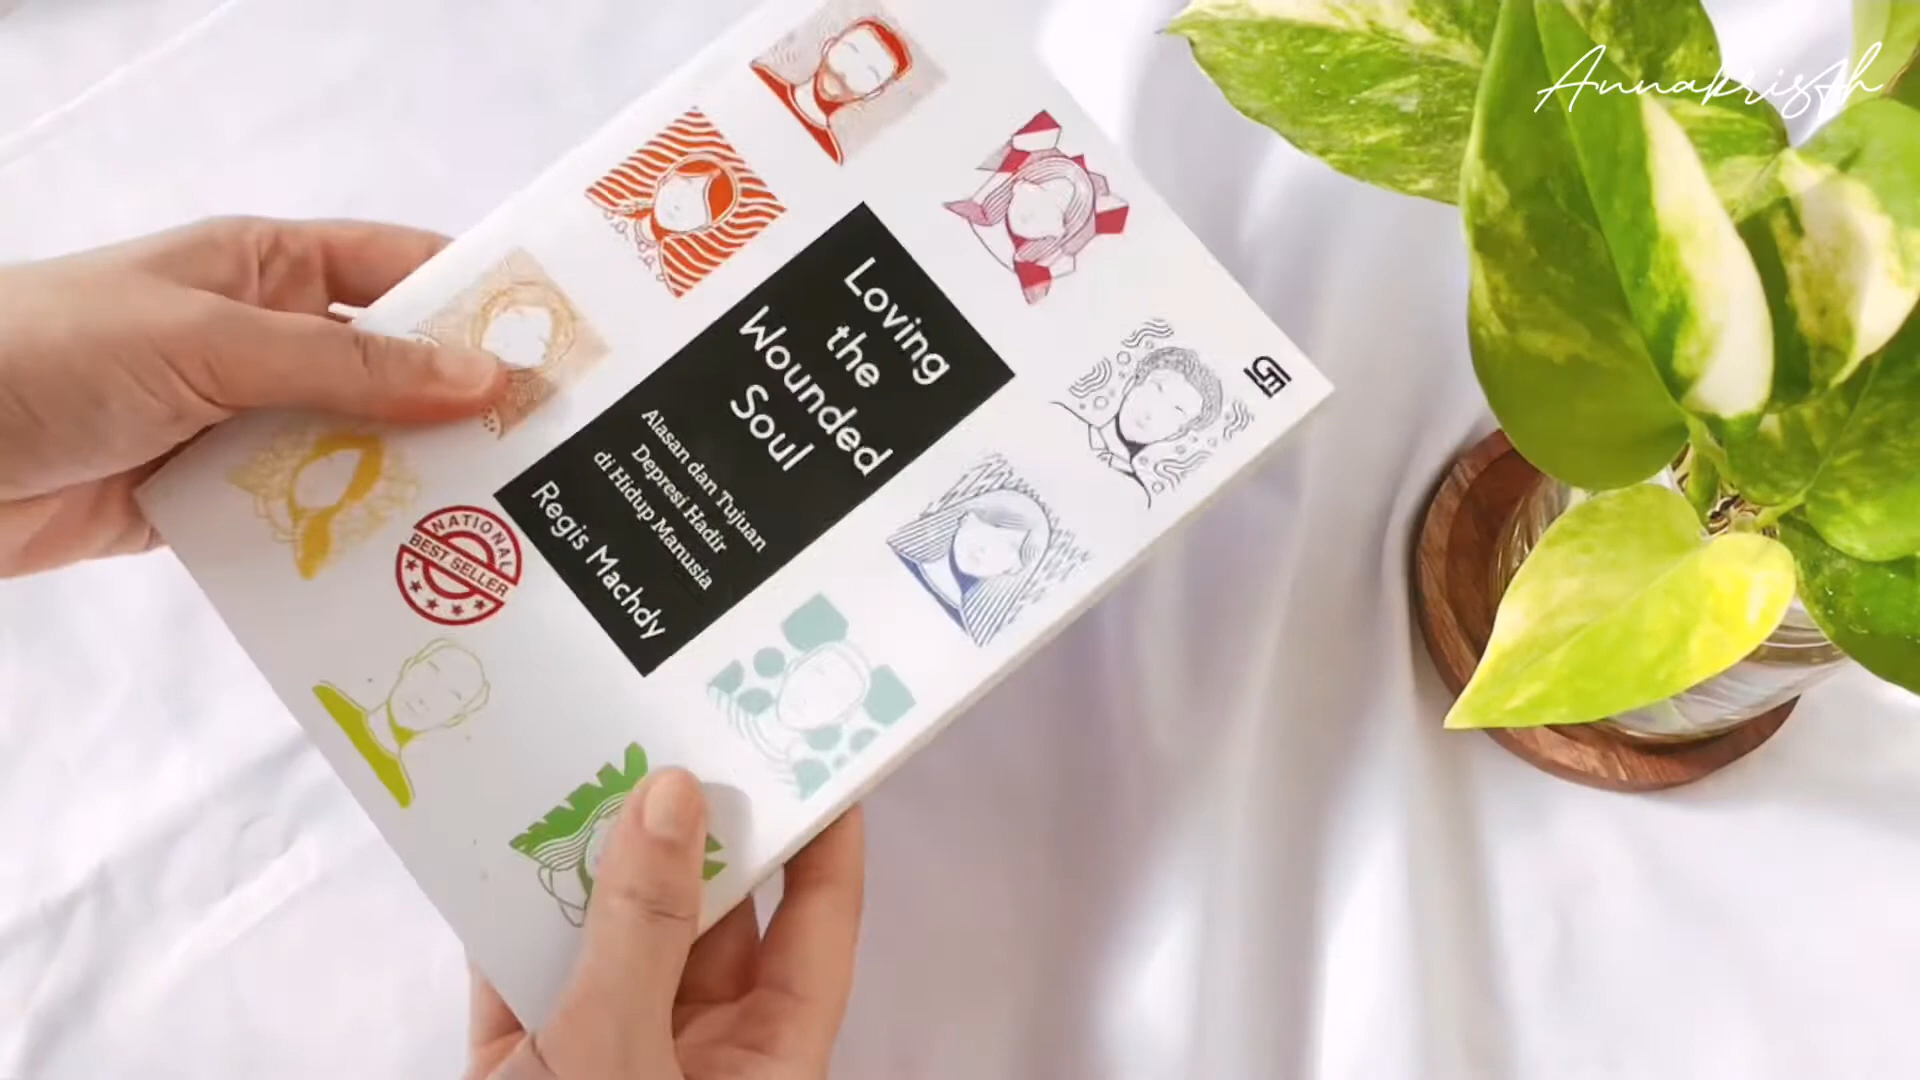 Annakristh
Loving
the
Wounded
Soul
Alasan dan Tujuan
Depresi Hadir
di Hidup Manusia
Regis Machdy
NATIONAL
BEST SELLER